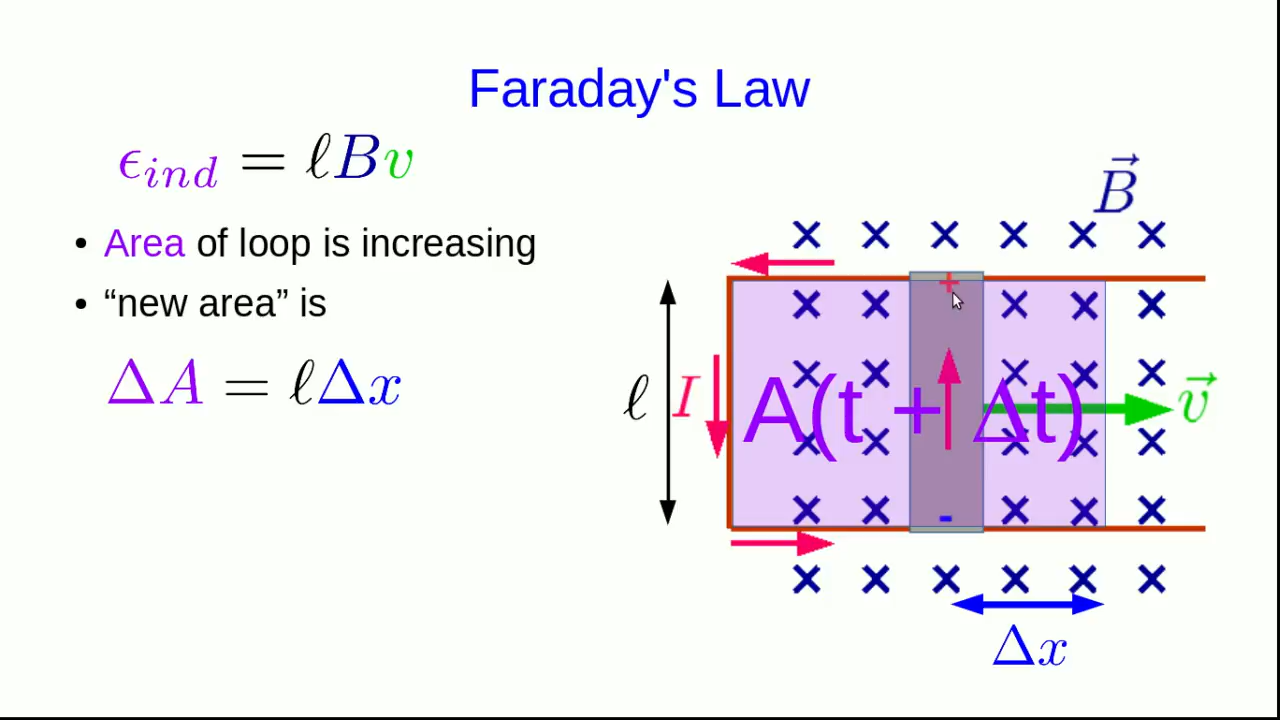 Faraday's Law
ϵ_ind = ℓBv
• Area of loop is increasing
• “new area” is
ΔA = ℓΔx
B⃗
+
ℓ
I
A(t + Δt)
v⃗
-
Δx